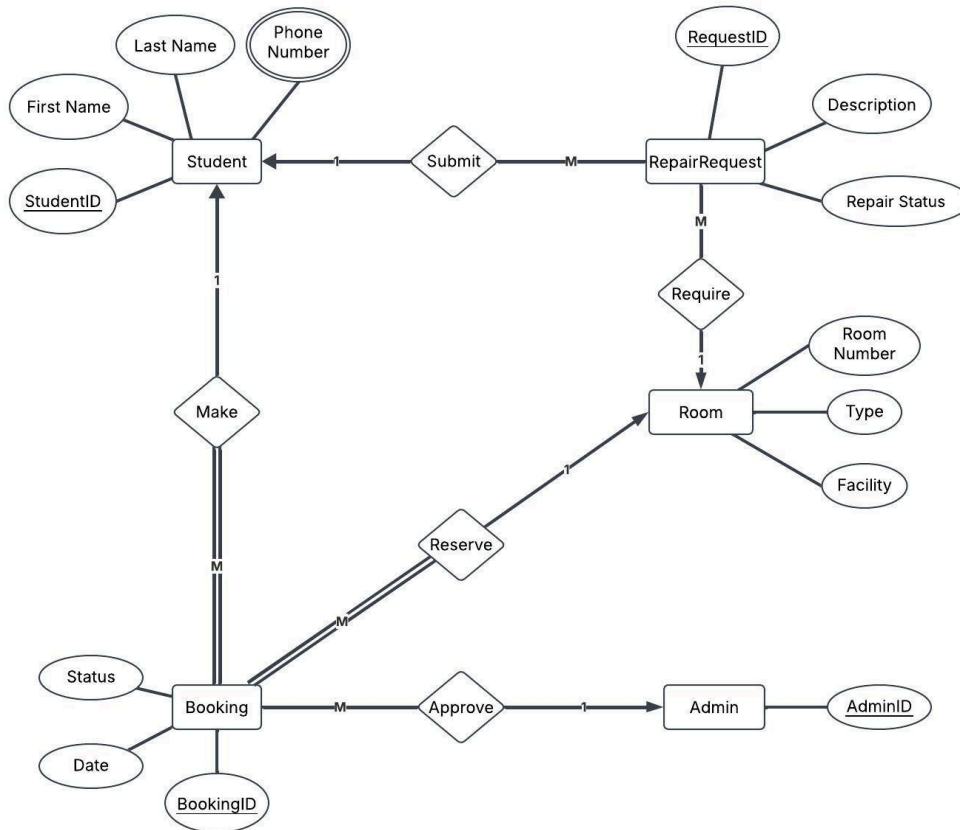 Phone
Number
Last Name
RequestID
First Name
Description
Student
1
Submit
M
RepairRequest
StudentID
Repair Status
M
1
Require
Room
Number
1
Make
Room
Type
1
Facility
Reserve
M
M
Status
Booking
M
Approve
1
Admin
AdminID
Date
BookingID